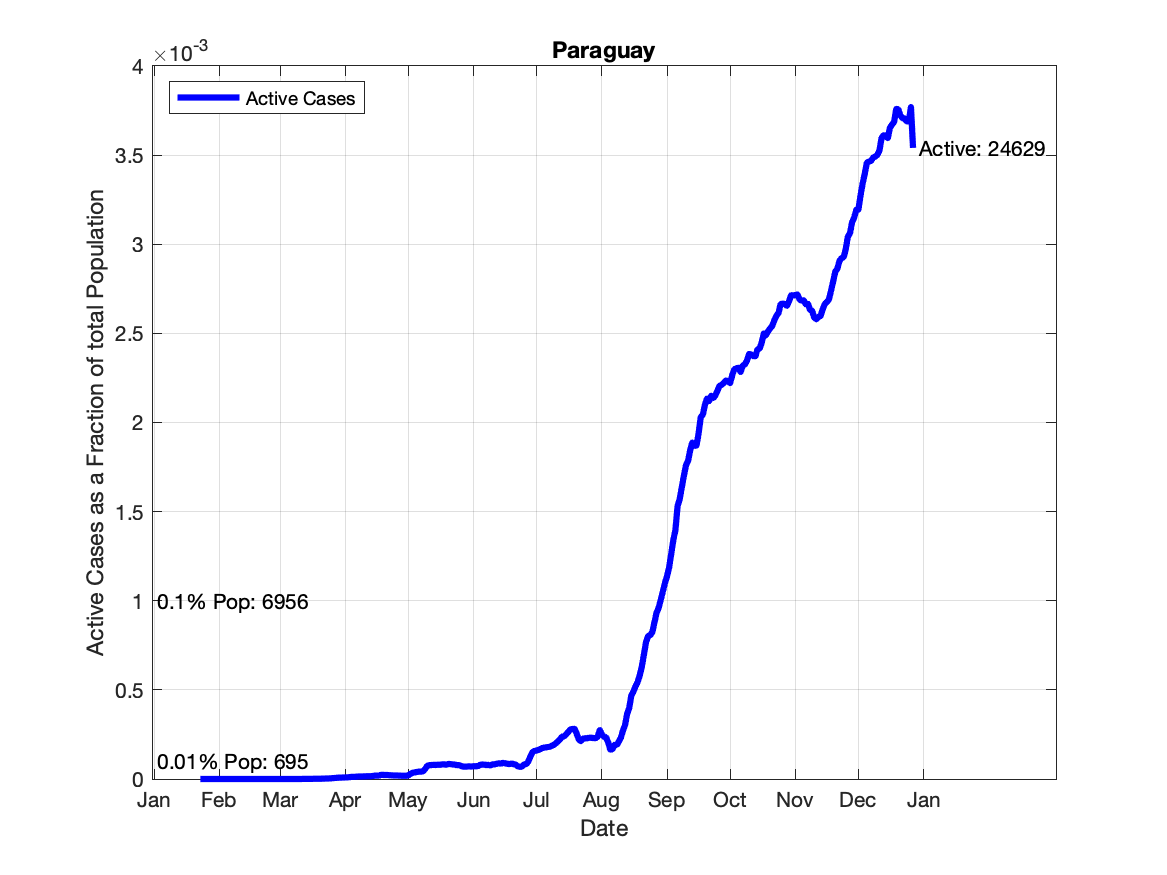 Paraguay
×10-3
4
3.5
3
2.5
2
1.5
1
0.5
0
Active Cases as a Fraction of total Population
Active Cases
Active: 24629
0.1% Pop: 6956
0.01% Pop: 695
Jan Feb Mar Apr May Jun Jul Aug Sep Oct Nov Dec Jan
Date